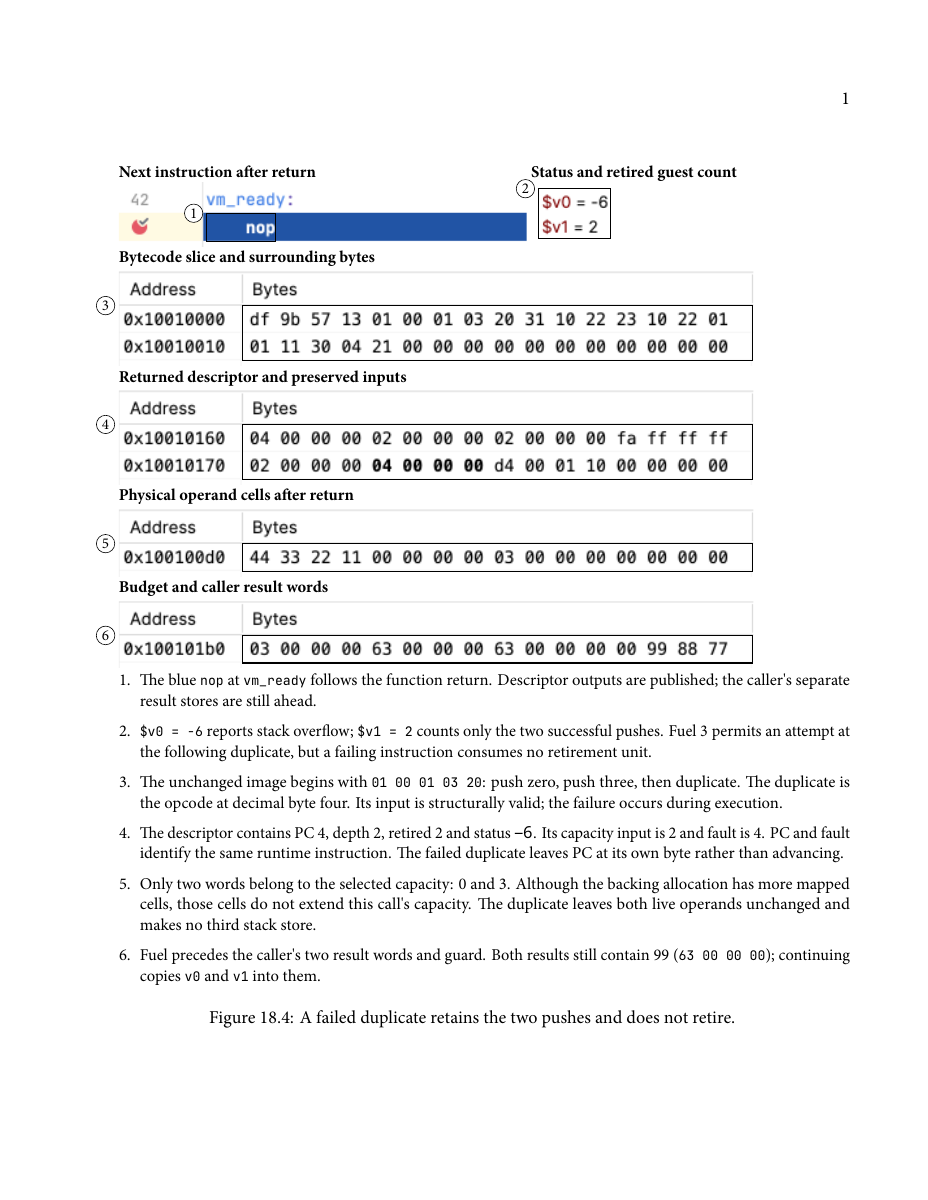 1
Next instruction after return
Status and retired guest count
42 vm_ready:
1 nop
2 $v0 = -6
$v1 = 2
Bytecode slice and surrounding bytes
Address Bytes
3 0x10010000 df 9b 57 13 01 00 01 03 20 31 10 22 23 10 22 01
0x10010010 01 11 30 04 21 00 00 00 00 00 00 00 00 00 00 00
Returned descriptor and preserved inputs
Address Bytes
4 0x10010160 04 00 00 00 02 00 00 00 02 00 00 00 fa ff ff ff
0x10010170 02 00 00 00 04 00 00 00 d4 00 01 10 00 00 00 00
Physical operand cells after return
Address Bytes
5 0x100100d0 44 33 22 11 00 00 00 00 03 00 00 00 00 00 00 00
Budget and caller result words
Address Bytes
6 0x100101b0 03 00 00 00 63 00 00 00 63 00 00 00 00 99 88 77
1. The blue nop at vm_ready follows the function return. Descriptor outputs are published; the caller's separate
result stores are still ahead.
2. $v0 = -6 reports stack overflow; $v1 = 2 counts only the two successful pushes. Fuel 3 permits an attempt at
the following duplicate, but a failing instruction consumes no retirement unit.
3. The unchanged image begins with 01 00 01 03 20: push zero, push three, then duplicate. The duplicate is
the opcode at decimal byte four. Its input is structurally valid; the failure occurs during execution.
4. The descriptor contains PC 4, depth 2, retired 2 and status −6. Its capacity input is 2 and fault is 4. PC and fault
identify the same runtime instruction. The failed duplicate leaves PC at its own byte rather than advancing.
5. Only two words belong to the selected capacity: 0 and 3. Although the backing allocation has more mapped
cells, those cells do not extend this call's capacity. The duplicate leaves both live operands unchanged and
makes no third stack store.
6. Fuel precedes the caller's two result words and guard. Both results still contain 99 (63 00 00 00); continuing
copies v0 and v1 into them.
Figure 18.4: A failed duplicate retains the two pushes and does not retire.